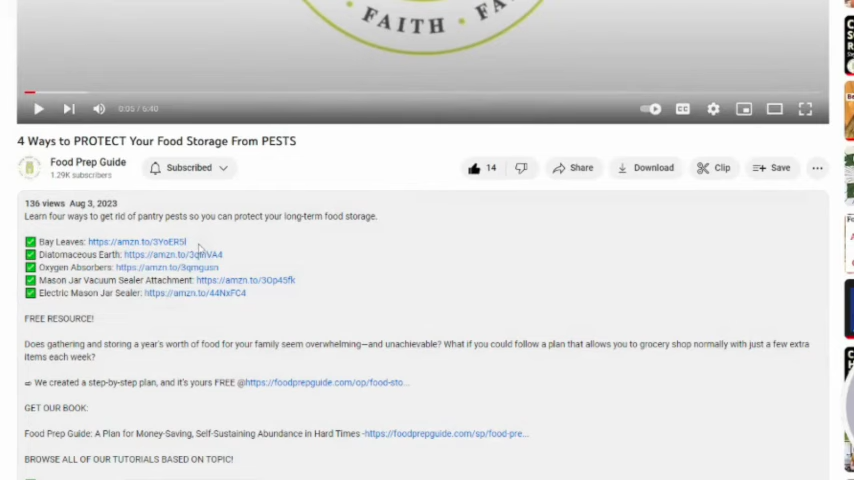 • FAITH • FA
0:05 / 6:40
4 Ways to PROTECT Your Food Storage From PESTS
Food Prep Guide
1.29K subscribers
Subscribed
14
Share
Download
Clip
Save
136 views Aug 3, 2023
Learn four ways to get rid of pantry pests so you can protect your long-term food storage.
✅ Bay Leaves: https://amzn.to/3YoER5l
✅ Diatomaceous Earth:
✅ Oxygen Absorbers: https://amzn.to/3qmgusn
✅ Mason Jar Vacuum Sealer Attachment: https://amzn.to/3Op45fk
✅ Electric Mason Jar Sealer: https://amzn.to/44NxFC4
FREE RESOURCE!
Does gathering and storing a year's worth of food for your family seem overwhelming—and unachievable? What if you could follow a plan that allows you to grocery shop normally with just a few extra
items each week?
⇨ We created a step-by-step plan, and it's yours FREE @https://foodprepguide.com/op/food-sto...
GET OUR BOOK:
Food Prep Guide: A Plan for Money-Saving, Self-Sustaining Abundance in Hard Times -https://foodprepguide.com/sp/food-pre...
BROWSE ALL OF OUR TUTORIALS BASED ON TOPIC!